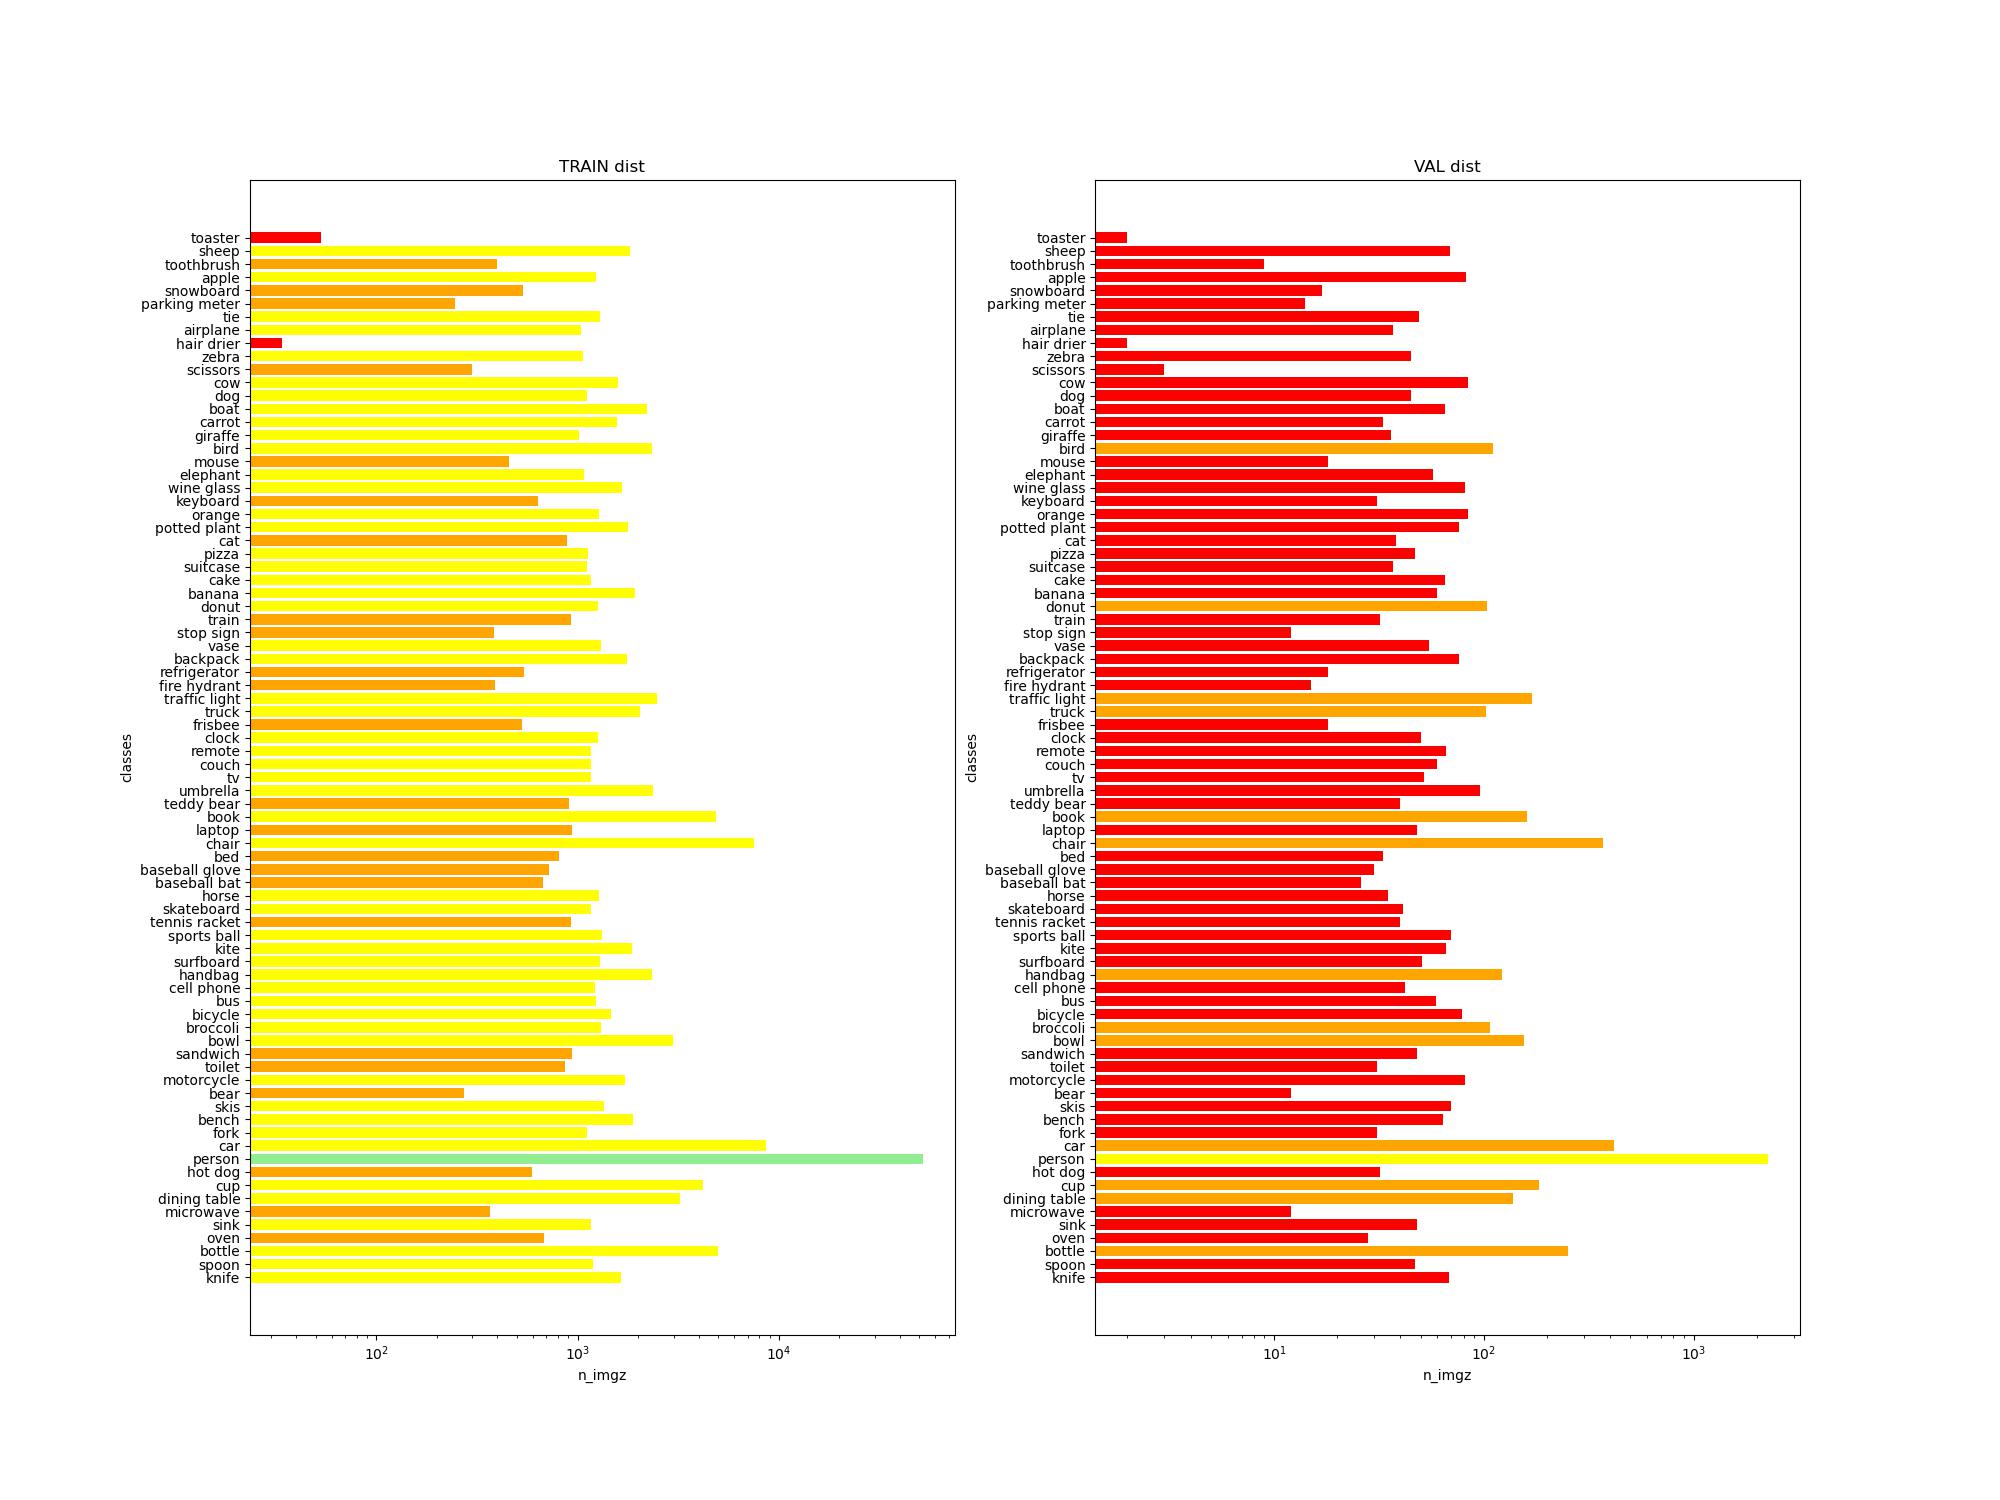 TRAIN dist
toaster
sheep
toothbrush
apple
snowboard
parking meter
tie
airplane
hair drier
zebra
scissors
cow
dog
boat
carrot
giraffe
bird
mouse
elephant
wine glass
keyboard
orange
potted plant
cat
pizza
suitcase
cake
banana
donut
train
stop sign
vase
backpack
refrigerator
fire hydrant
traffic light
truck
frisbee
clock
remote
couch
tv
umbrella
teddy bear
book
laptop
chair
bed
baseball glove
baseball bat
horse
skateboard
tennis racket
sports ball
kite
surfboard
handbag
cell phone
bus
bicycle
broccoli
bowl
sandwich
toilet
motorcycle
bear
skis
bench
fork
car
person
hot dog
cup
dining table
microwave
sink
oven
bottle
spoon
knife
classes
10² 10³ 10⁴
n_imgz
VAL dist
toaster
sheep
toothbrush
apple
snowboard
parking meter
tie
airplane
hair drier
zebra
scissors
cow
dog
boat
carrot
giraffe
bird
mouse
elephant
wine glass
keyboard
orange
potted plant
cat
pizza
suitcase
cake
banana
donut
train
stop sign
vase
backpack
refrigerator
fire hydrant
traffic light
truck
frisbee
clock
remote
couch
tv
umbrella
teddy bear
book
laptop
chair
bed
baseball glove
baseball bat
horse
skateboard
tennis racket
sports ball
kite
surfboard
handbag
cell phone
bus
bicycle
broccoli
bowl
sandwich
toilet
motorcycle
bear
skis
bench
fork
car
person
hot dog
cup
dining table
microwave
sink
oven
bottle
spoon
knife
classes
10¹ 10² 10³
n_imgz